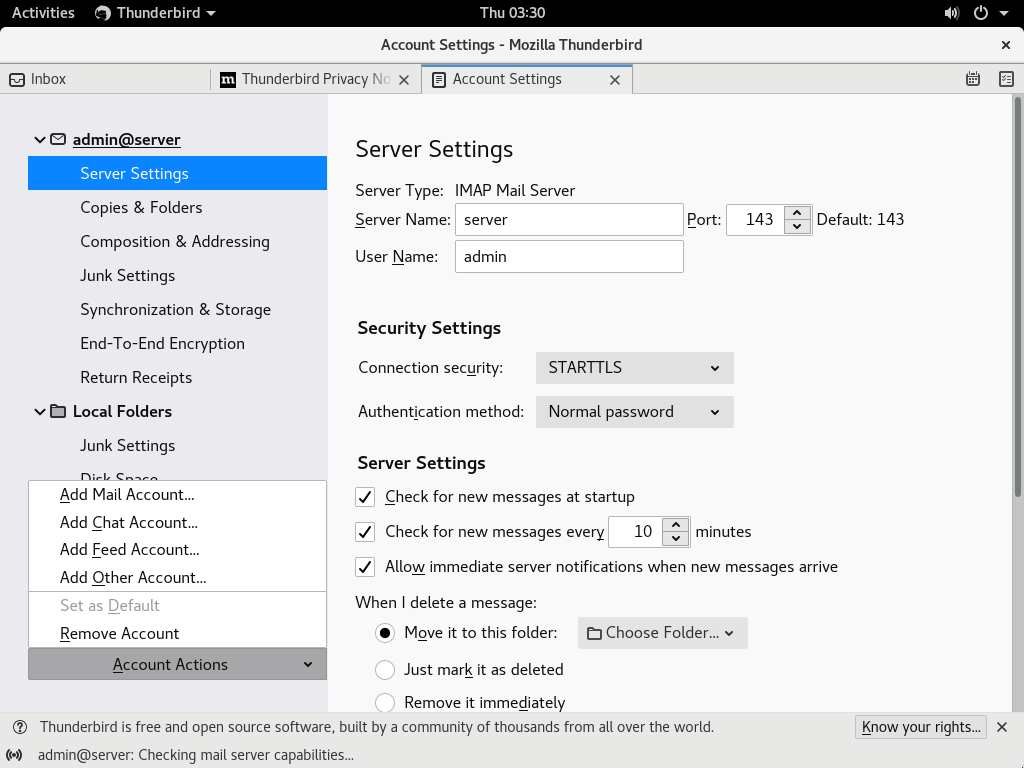 Activities Thunderbird Thu 03:30
Account Settings - Mozilla Thunderbird
Inbox Thunderbird Privacy No Account Settings
admin@server
Server Settings
Copies & Folders
Composition & Addressing
Junk Settings
Synchronization & Storage
End-To-End Encryption
Return Receipts
Local Folders
Junk Settings
Disk Space
Add Mail Account...
Add Chat Account...
Add Feed Account...
Add Other Account...
Set as Default
Remove Account
Account Actions
Server Settings
Server Type: IMAP Mail Server
Server Name: server Port: 143 Default: 143
User Name: admin
Security Settings
Connection security: STARTTLS
Authentication method: Normal password
Server Settings
Check for new messages at startup
Check for new messages every 10 minutes
Allow immediate server notifications when new messages arrive
When I delete a message:
Move it to this folder: Choose Folder...
Just mark it as deleted
Remove it immediately
Thunderbird is free and open source software, built by a community of thousands from all over the world. Know your rights...
admin@server: Checking mail server capabilities...